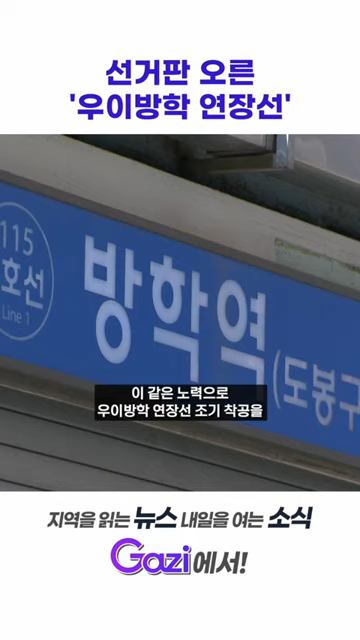 선거판 오른
'우이방학 연장선'
115
호선
Line 1
방학역
(도봉구
이 같은 노력으로
우이방학 연장선 조기 착공을
지역을 읽는 뉴스 내일을 여는 소식
Gazi에서!